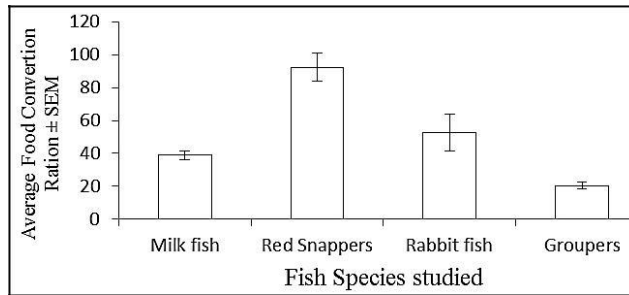 Average Food Convertion
Ration ± SEM
120
100
80
60
40
20
0
Milk fish Red Snappers Rabbit fish Groupers
Fish Species studied